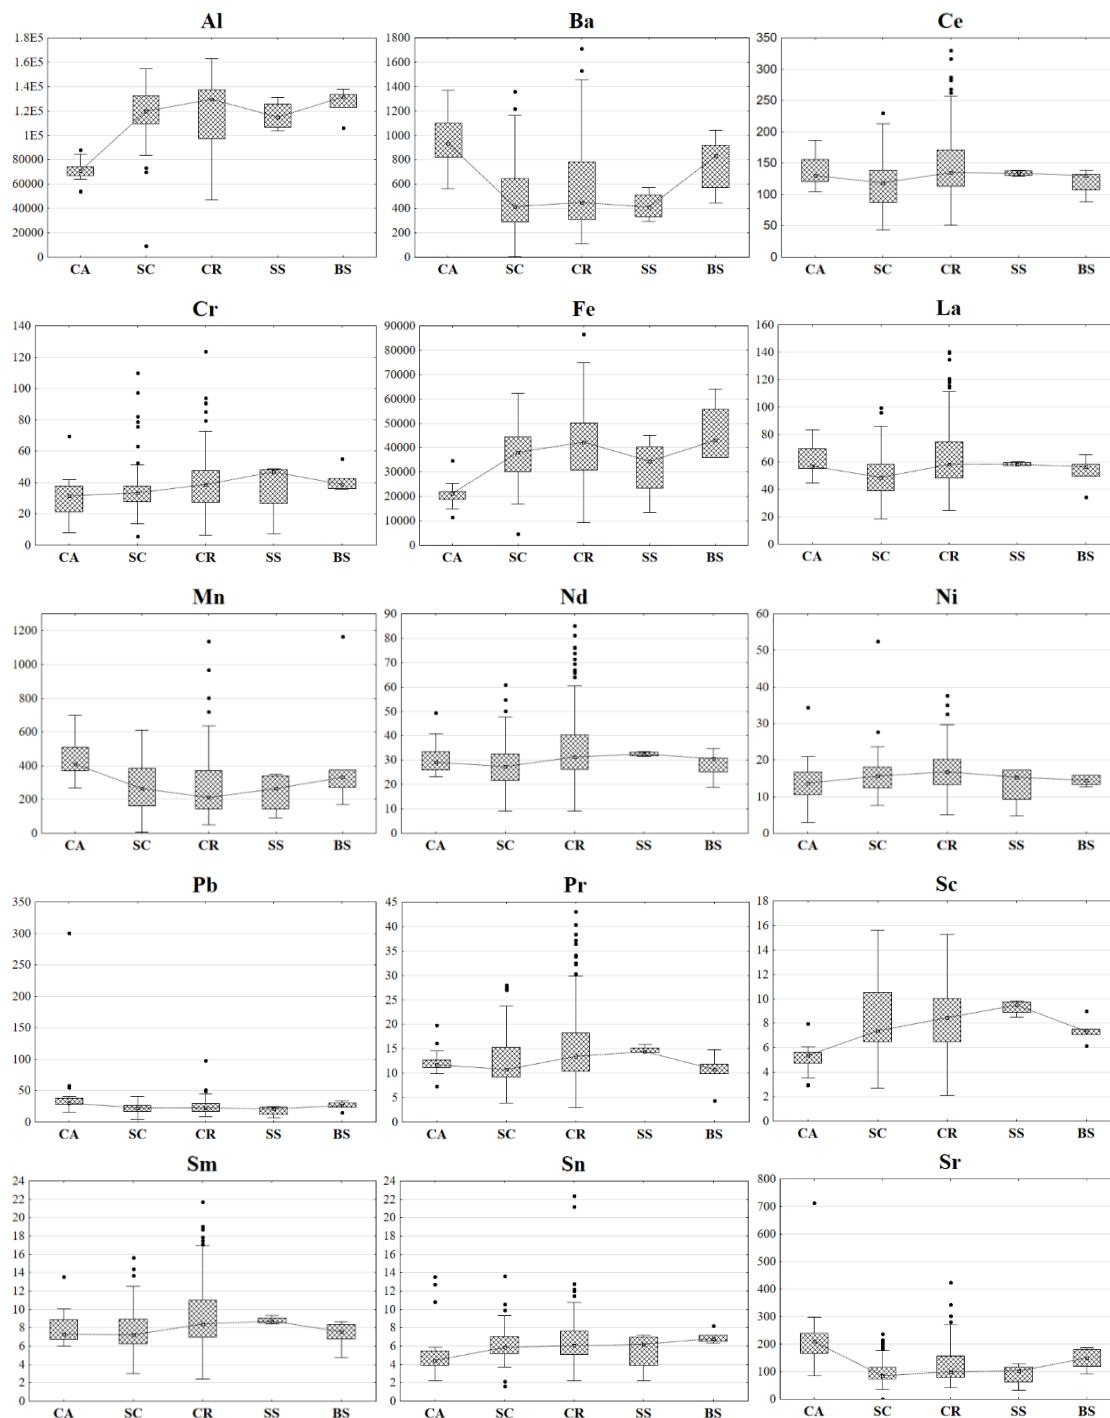 Al Ba Ce
1.8E5 1800 350
1.6E5 1600 300
1.4E5 1400 250
1.2E5 1200 200
1E5 1000 150
80000 800 100
60000 600 50
40000 400 0
20000 200
0 0
CA SC CR SS BS CA SC CR SS BS CA SC CR SS BS
Cr Fe La
140 90000 160
120 80000 140
100 70000 120
80 60000 100
60 50000 80
40 40000 60
20 30000 40
0 20000 20
10000 0
0
CA SC CR SS BS CA SC CR SS BS CA SC CR SS BS
Mn Nd Ni
1200 90 60
1000 80 50
800 70 40
600 60 30
400 50 20
200 40 10
0 30 0
20
10
0
CA SC CR SS BS CA SC CR SS BS CA SC CR SS BS
Pb Pr Sc
350 45 18
300 40 16
250 35 14
200 30 12
150 25 10
100 20 8
50 15 6
0 10 4
5 2
0 0
CA SC CR SS BS CA SC CR SS BS CA SC CR SS BS
Sm Sn Sr
24 24 800
22 22 700
20 20 600
18 18 500
16 16 400
14 14 300
12 12 200
10 10 100
8 8 0
6 6
4 4
2 2
0 0
CA SC CR SS BS CA SC CR SS BS CA SC CR SS BS